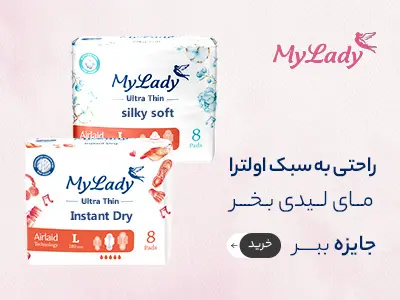 MyLady
راحتی به سبک اولترا
مای لیدی بخر
جایزه ببر
خرید
MyLady
Ultra Thin
silky soft
Airlaid
L
8
Pads
MyLady
Ultra Thin
Instant Dry
Airlaid
Technology
L
8
Pads